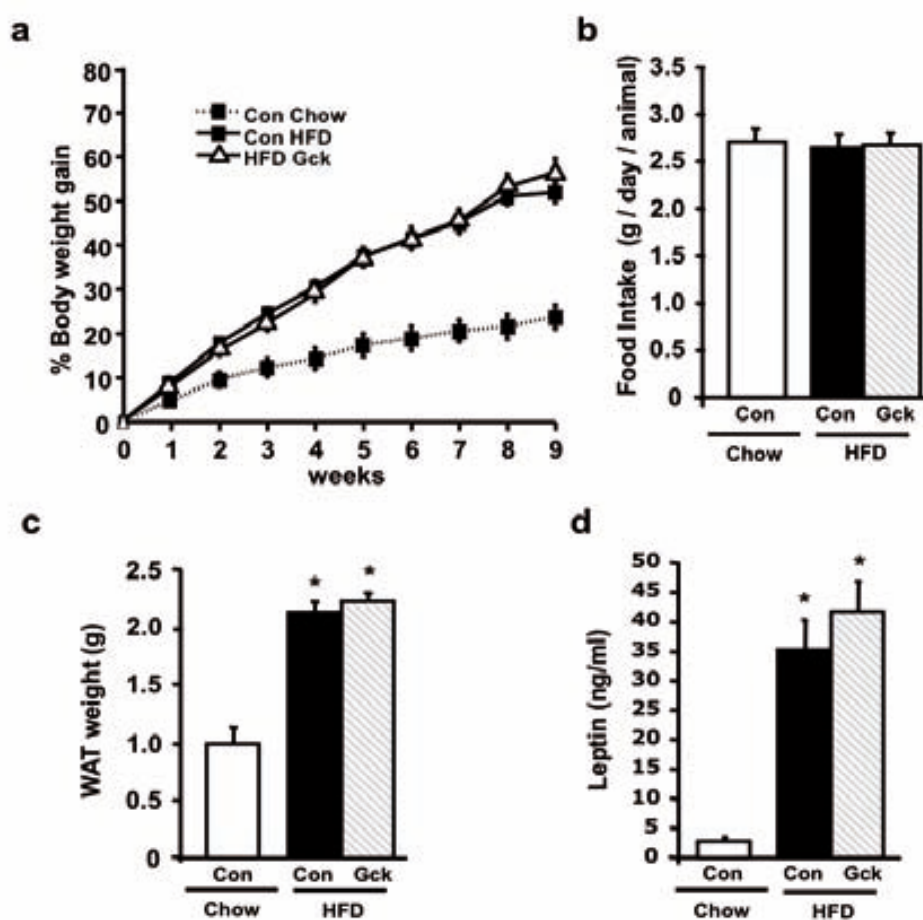 a
% Body weight gain
80
70
60
50
40
30
20
10
0
Con Chow
Con HFD
HFD Gck
0 1 2 3 4 5 6 7 8 9
weeks
b
Food Intake (g / day / animal)
3.5
3.0
2.5
2.0
1.5
1.0
0.5
0
Con Con Gck
Chow HFD
c
WAT weight (g)
2.5
2.0
1.5
1.0
0.5
0
* *
Con Con Gck
Chow HFD
d
Leptin (ng/ml)
50
45
40
35
30
25
20
15
10
5
0
* *
Con Con Gck
Chow HFD